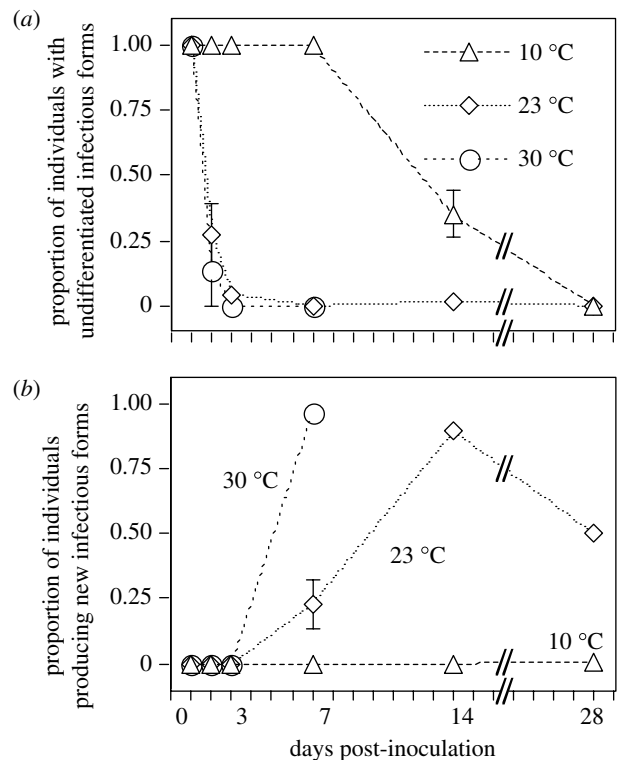 (a)
proportion of individuals with
undifferentiated infectious forms
1.00
0.75
0.50
0.25
0
10 °C
23 °C
30 °C
(b)
proportion of individuals
producing new infectious forms
1.00
0.75
0.50
0.25
0
30 °C
23 °C
10 °C
0 3 7 14 28
days post-inoculation